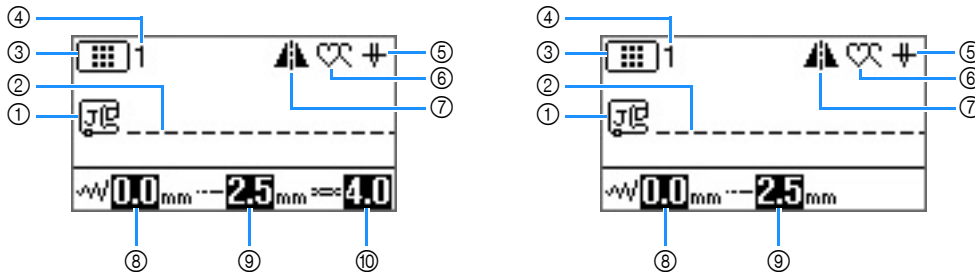 ④ ④
③ 1 ⑤ ③ 1 ⑤
② ⑥ ② ⑥
⑦ ⑦
① J ① J
0.0 mm 2.5 mm 4.0 0.0 mm 2.5 mm
⑧ ⑨ ⑩ ⑧ ⑨